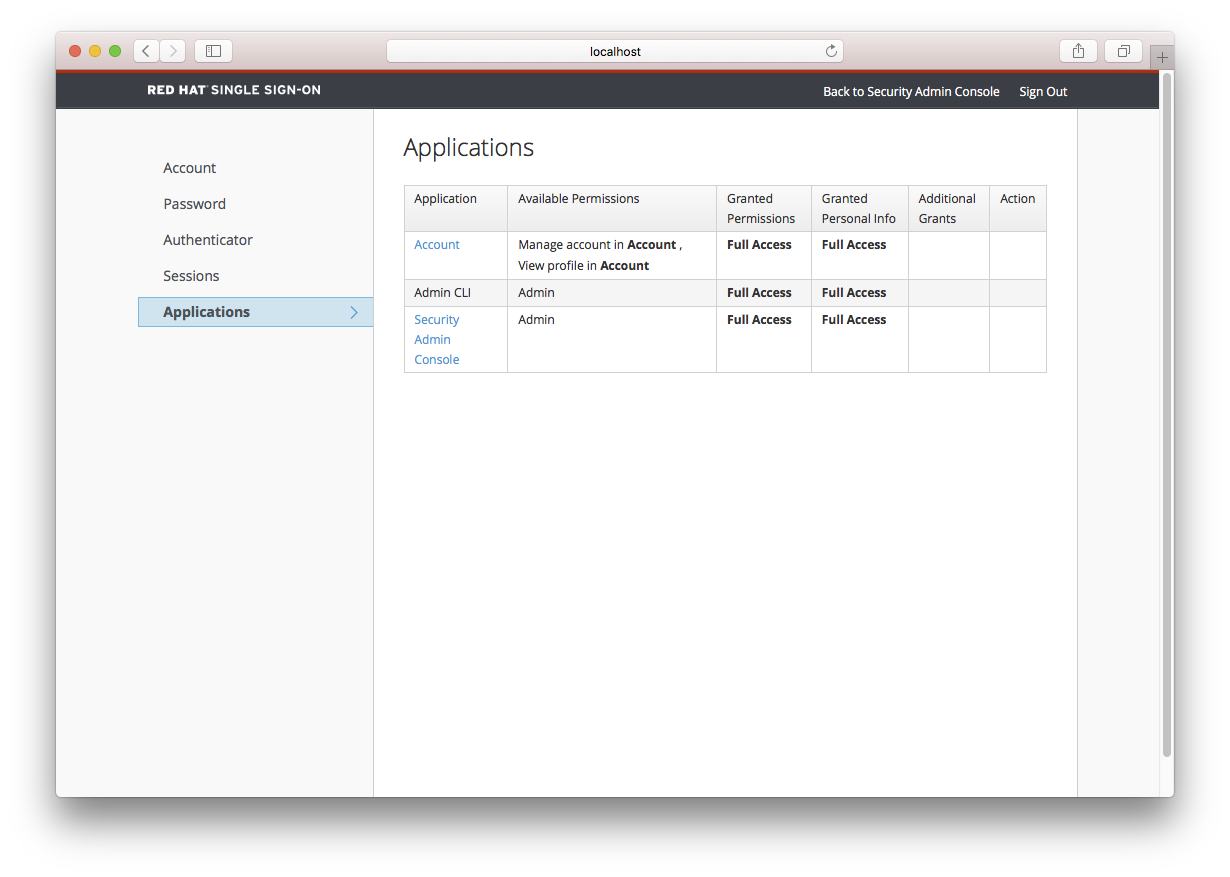 localhost
RED HAT SINGLE SIGN-ON
Back to Security Admin Console Sign Out
Account
Password
Authenticator
Sessions
Applications
Applications
Application Available Permissions Granted Permissions Granted Personal Info Additional Grants Action
Account Manage account in Account , View profile in Account Full Access Full Access
Admin CLI Admin Full Access Full Access
Security Admin Console Admin Full Access Full Access